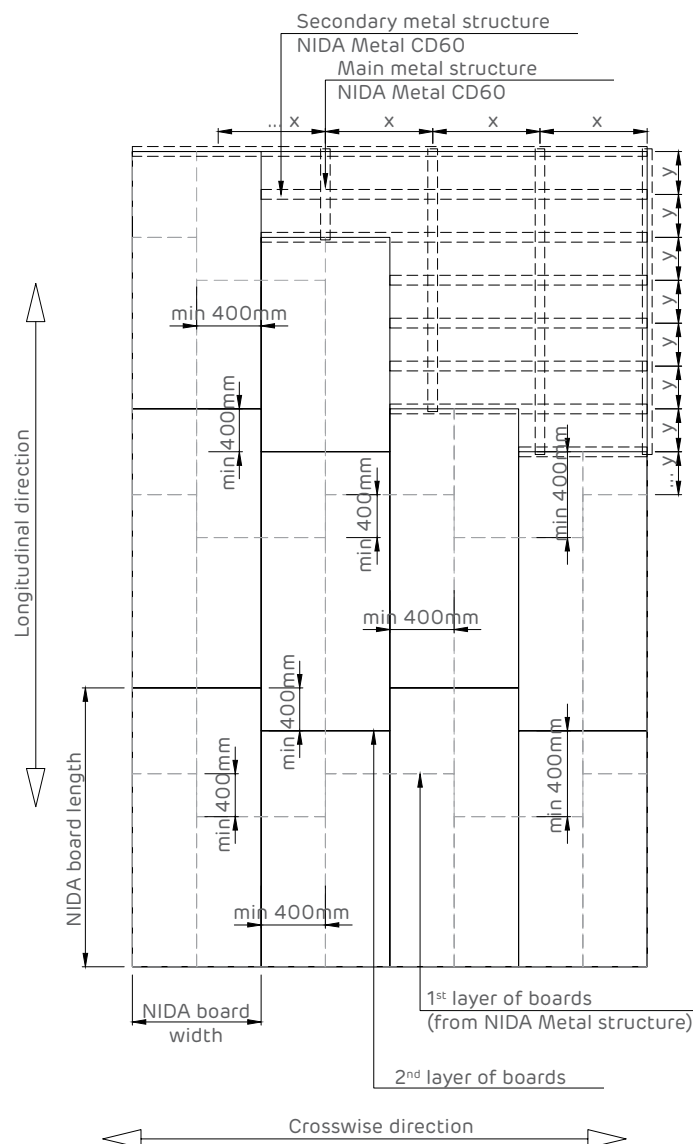 Secondary metal structure
NIDA Metal CD60
Main metal structure
NIDA Metal CD60
... x
x
x
x
y
y
y
y
y
y
y
... y
Longitudinal direction
min 400mm
min 400mm
min 400mm
min 400mm
min 400mm
min 400mm
min 400mm
min 400mm
min 400mm
NIDA board length
NIDA board
width
1st layer of boards
(from NIDA Metal structure)
2nd layer of boards
Crosswise direction